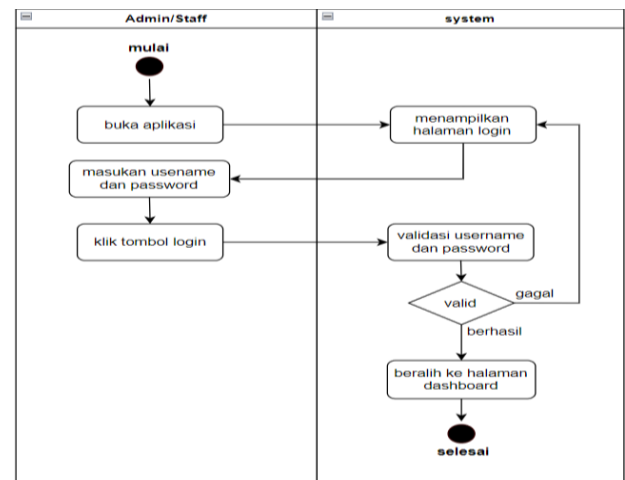 Admin/Staff
system
mulai
buka aplikasi
menampilkan
halaman login
masukan usename
dan password
klik tombol login
validasi username
dan password
valid
gagal
berhasil
beralih ke halaman
dashboard
selesai